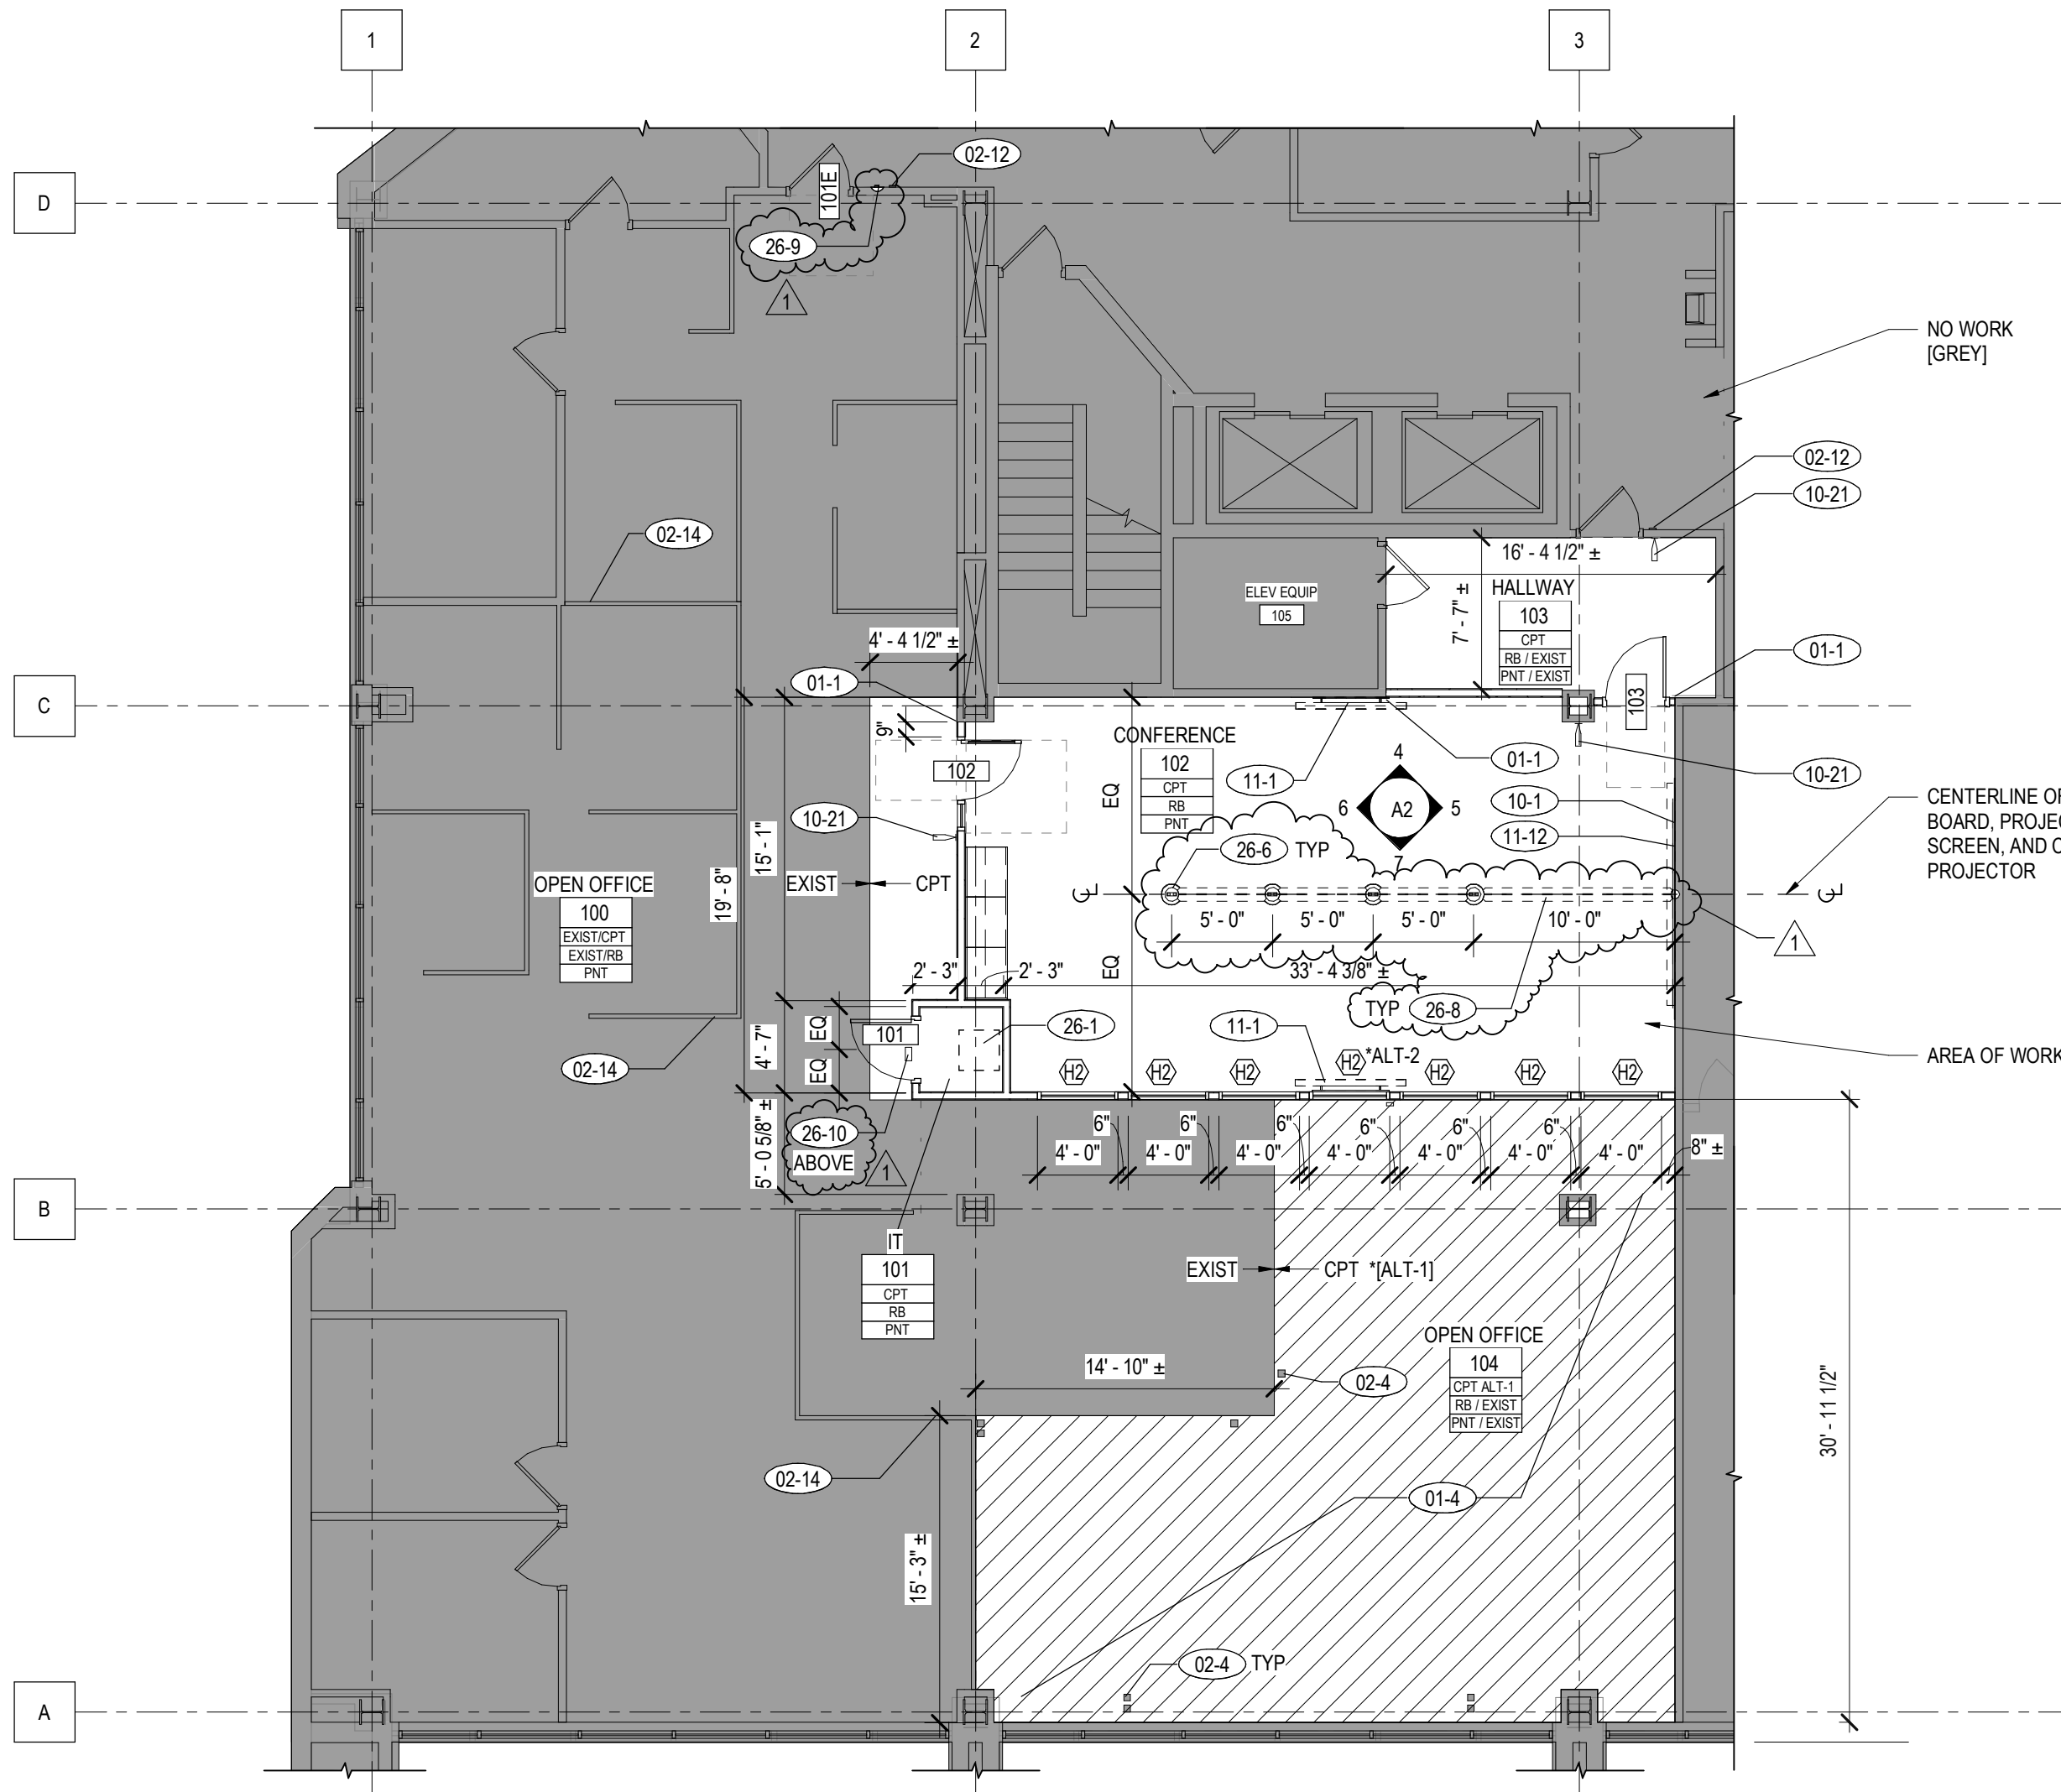 1
2
3
D
02-12
101E
26-9
1
NO WORK
[GREY]
02-12
10-21
02-14
16' - 4 1/2" ±
ELEV EQUIP
105
7' - 7" ±
HALLWAY
103
CPT
RB / EXIST
PNT / EXIST
4' - 4 1/2" ±
01-1
01-1
C
103
9"
CONFERENCE
102
CPT
RB
PNT
102
EQ
11-1
4
6
A2
5
7
01-1
10-21
10-1
11-12
CENTERLINE OF
BOARD, PROJEC
SCREEN, AND C
PROJECTOR
10-21
15' - 1"
19' - 8"
26-6
TYP
OPEN OFFICE
100
EXIST/CPT
EXIST/RB
PNT
EXIST
CPT
CL
CL
5' - 0"
5' - 0"
5' - 0"
10' - 0"
1
EQ
2' - 3"
2' - 3"
33' - 4 3/8" ±
TYP
26-8
4' - 7"
EQ
EQ
101
26-1
11-1
02-14
H2
H2
H2
H2
*ALT-2
H2
H2
H2
AREA OF WORK
5' - 0 5/8" ±
26-10
ABOVE
1
6"
6"
6"
6"
6"
6"
4' - 0"
4' - 0"
4' - 0"
4' - 0"
4' - 0"
4' - 0"
4' - 0"
8" ±
B
IT
101
CPT
RB
PNT
EXIST
CPT *[ALT-1]
OPEN OFFICE
104
CPT ALT-1
RB / EXIST
PNT / EXIST
14' - 10" ±
02-4
30' - 11 1/2"
02-14
01-4
15' - 3" ±
02-4
TYP
A